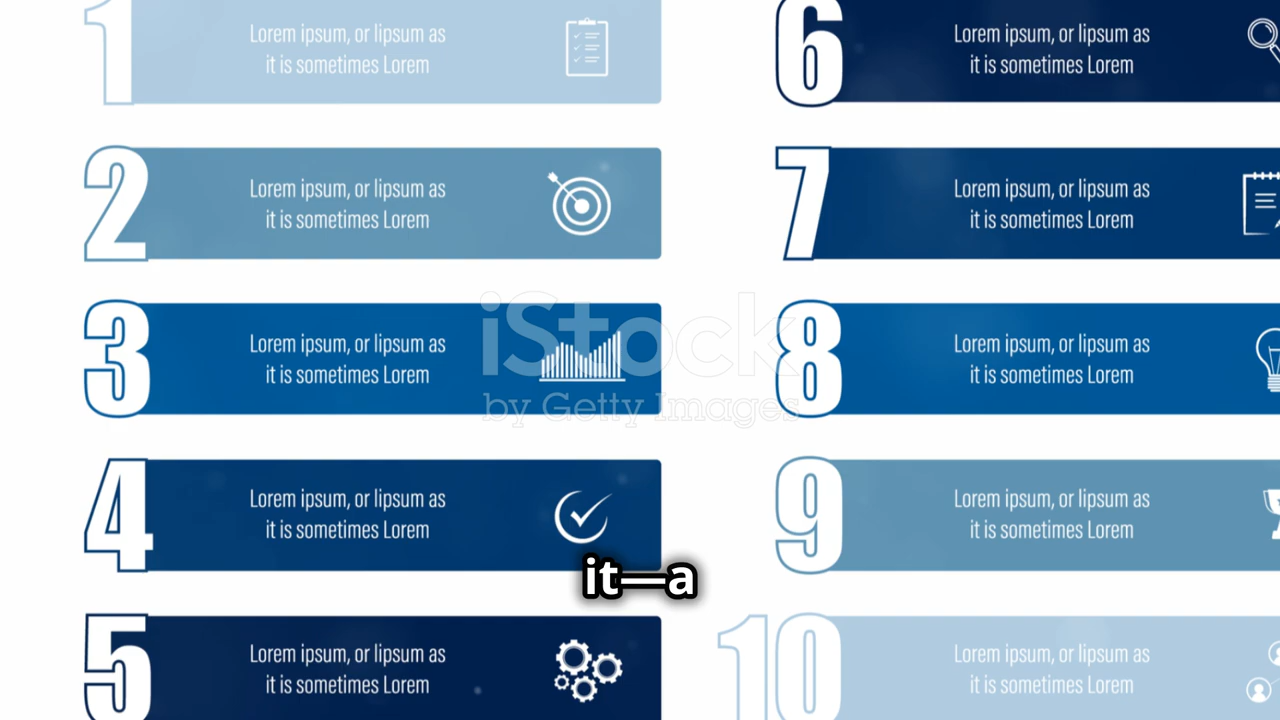 1
Lorem ipsum, or lipsum as
it is sometimes Lorem
2
Lorem ipsum, or lipsum as
it is sometimes Lorem
3
Lorem ipsum, or lipsum as
it is sometimes Lorem
4
Lorem ipsum, or lipsum as
it is sometimes Lorem
5
Lorem ipsum, or lipsum as
it is sometimes Lorem
6
Lorem ipsum, or lipsum as
it is sometimes Lorem
7
Lorem ipsum, or lipsum as
it is sometimes Lorem
8
Lorem ipsum, or lipsum as
it is sometimes Lorem
9
Lorem ipsum, or lipsum as
it is sometimes Lorem
10
Lorem ipsum, or lipsum as
it is sometimes Lorem
iStock
by Getty Images
it—a